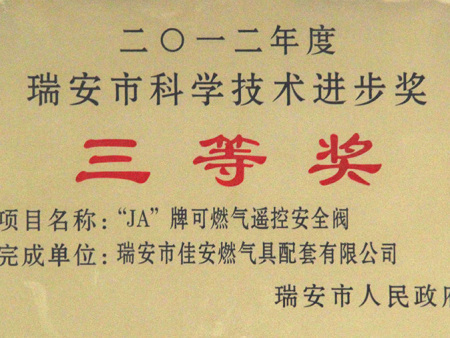 二〇一二年度
瑞安市科学技术进步奖
三等奖
项目名称：“JA”牌可燃气遥控安全阀
完成单位：瑞安市佳安燃气具配套有限公司
瑞安市人民政府